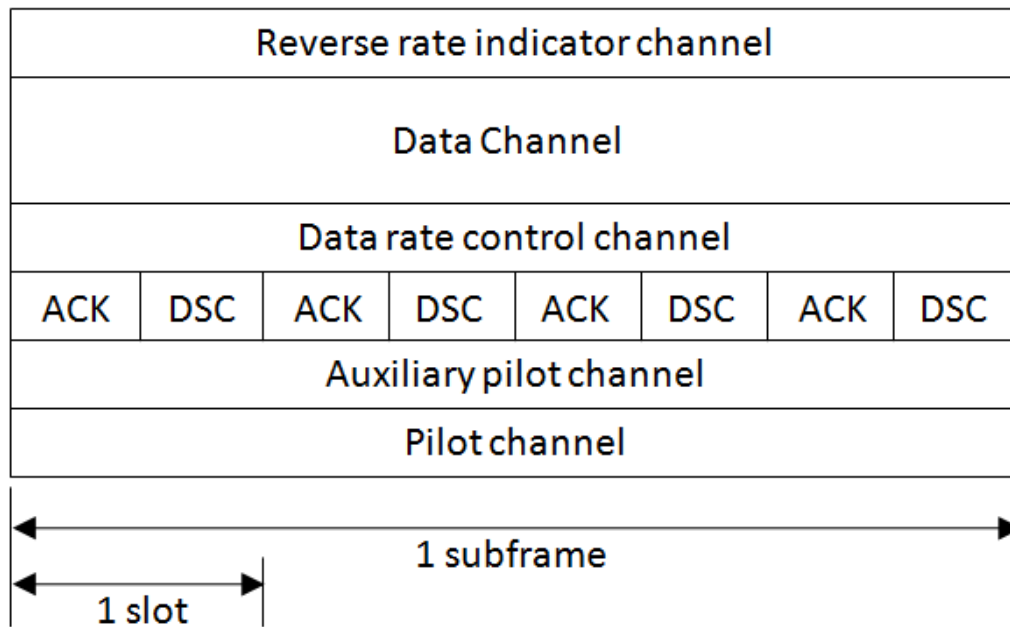 Reverse rate indicator channel
Data Channel
Data rate control channel
ACK DSC ACK DSC ACK DSC ACK DSC
Auxiliary pilot channel
Pilot channel
1 subframe
1 slot